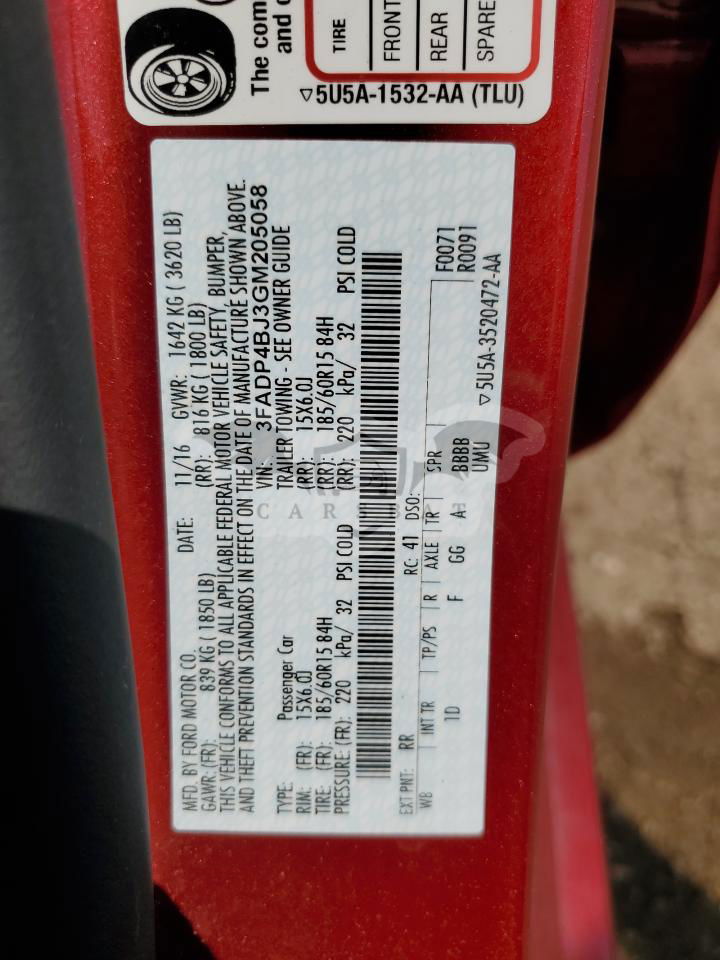 The com
and o
TIRE
FRONT
REAR
SPARE
▽5U5A-1532-AA (TLU)
MFD. BY FORD MOTOR CO. DATE: 11/16 GVWR: 1642 KG ( 3620 LB)
GAWR: (FR): 839 KG ( 1850 LB) (RR): 816 KG ( 1800 LB)
THIS VEHICLE CONFORMS TO ALL APPLICABLE FEDERAL MOTOR VEHICLE SAFETY, BUMPER,
AND THEFT PREVENTION STANDARDS IN EFFECT ON THE DATE OF MANUFACTURE SHOWN ABOVE.
VIN: 3FADP4BJ3GM205058
TYPE: Passenger Car TRAILER TOWING - SEE OWNER GUIDE
RIM: (FR): 15X6.0J (RR): 15X6.0J
TIRE: (FR): 185/60R15 84H (RR): 185/60R15 84H
PRESSURE: (FR): 220 kPa/ 32 PSI COLD (RR): 220 kPa/ 32 PSI COLD
EXT PNT: RR RC: 41 DSO: F0071
WB INT TR TP/PS R AXLE TR SPR R0091
1D F GG A BBBB
UMU ▽5U5A-3520472-AA